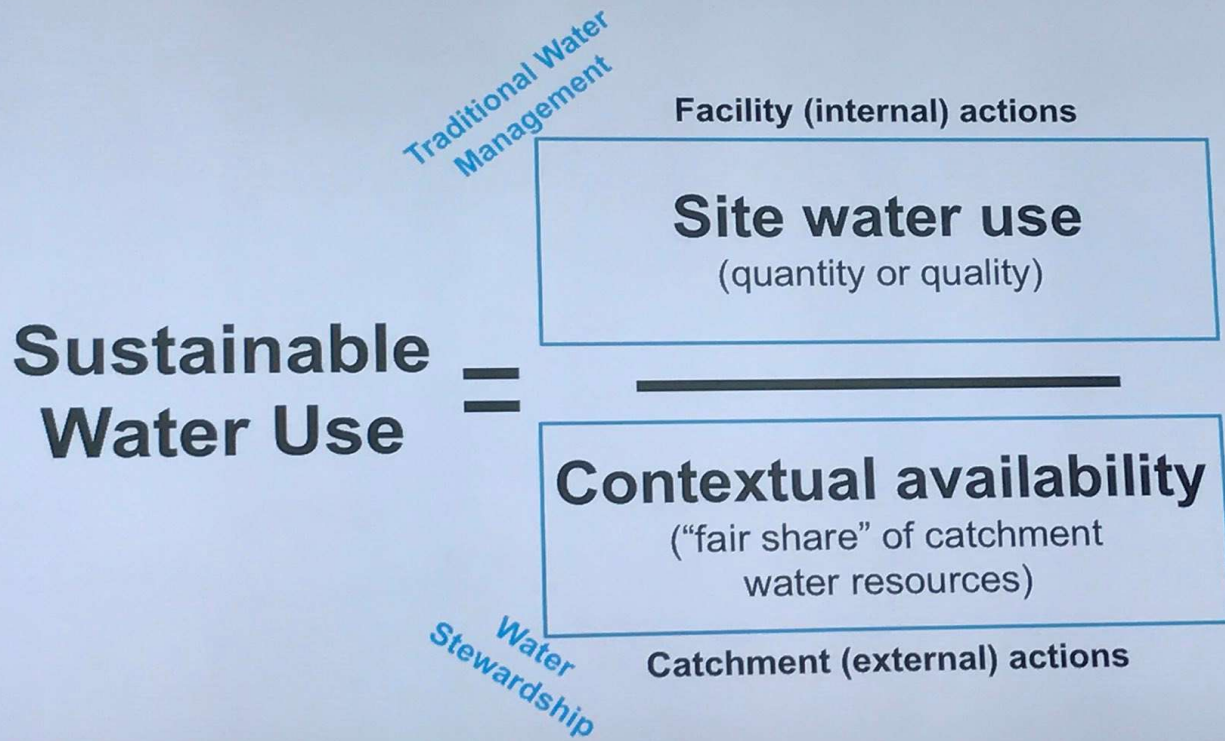 Traditional Water
Management
Facility (internal) actions
Site water use
(quantity or quality)
Sustainable
Water Use
=
Contextual availability
(“fair share” of catchment
water resources)
Water
Stewardship
Catchment (external) actions